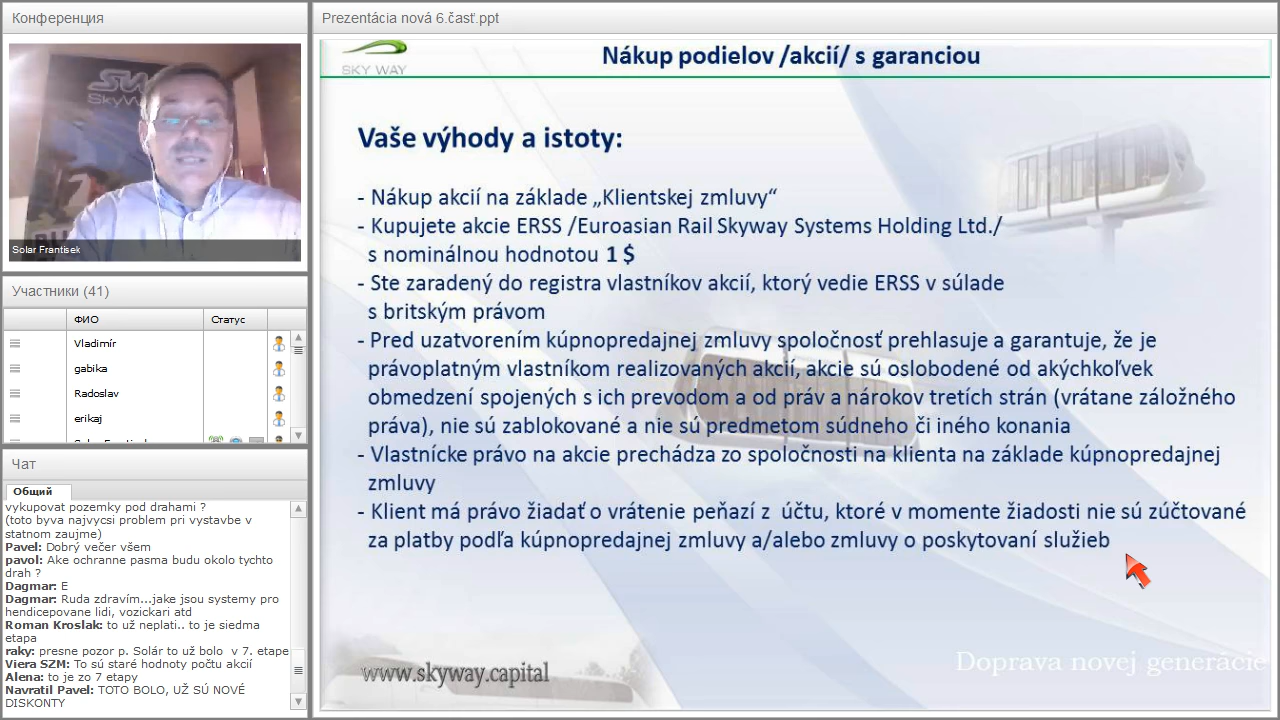 Конференция
Solar Frantisek
Участники (41)
ФИО
Статус
Vladimír
gabika
Radoslav
erikaj
Чат
Общий
vykupovat pozemky pod drahami ?
(toto byva najvycsi problem pri vystavbe v
statnom zaujme)
Pavel: Dobrý večer všem
pavol: Ake ochranne pasma budu okolo tychto
drah ?
Dagmar: E
Dagmar: Ruda zdravím...jake jsou systemy pro
hendicepovane lidi, vozickari atd
Roman Kroslak: to už neplati.. to je siedma
etapa
raky: presne pozor p. Solár to už bolo v 7. etape
Viera SZM: To sú staré hodnoty počtu akcií
Alena: to je zo 7 etapy
Navratil Pavel: TOTO BOLO, UŽ SÚ NOVÉ
DISKONTY
Prezentácia nová 6.časť.ppt
SKY WAY
Nákup podielov /akcií/ s garanciou
Vaše výhody a istoty:
- Nákup akcií na základe „Klientskej zmluvy“
- Kupujete akcie ERSS /Euroasian Rail Skyway Systems Holding Ltd./
s nominálnou hodnotou 1 $
- Ste zaradený do registra vlastníkov akcií, ktorý vedie ERSS v súlade
s britským právom
- Pred uzatvorením kúpnopredajnej zmluvy spoločnosť prehlasuje a garantuje, že je
právoplatným vlastníkom realizovaných akcií, akcie sú oslobodené od akýchkoľvek
obmedzení spojených s ich prevodom a od práv a nárokov tretích strán (vrátane záložného
práva), nie sú zablokované a nie sú predmetom súdneho či iného konania
- Vlastnícke právo na akcie prechádza zo spoločnosti na klienta na základe kúpnopredajnej
zmluvy
- Klient má právo žiadať o vrátenie peňazí z účtu, ktoré v momente žiadosti nie sú zúčtované
za platby podľa kúpnopredajnej zmluvy a/alebo zmluvy o poskytovaní služieb
www.skyway.capital
Doprava novej generácie